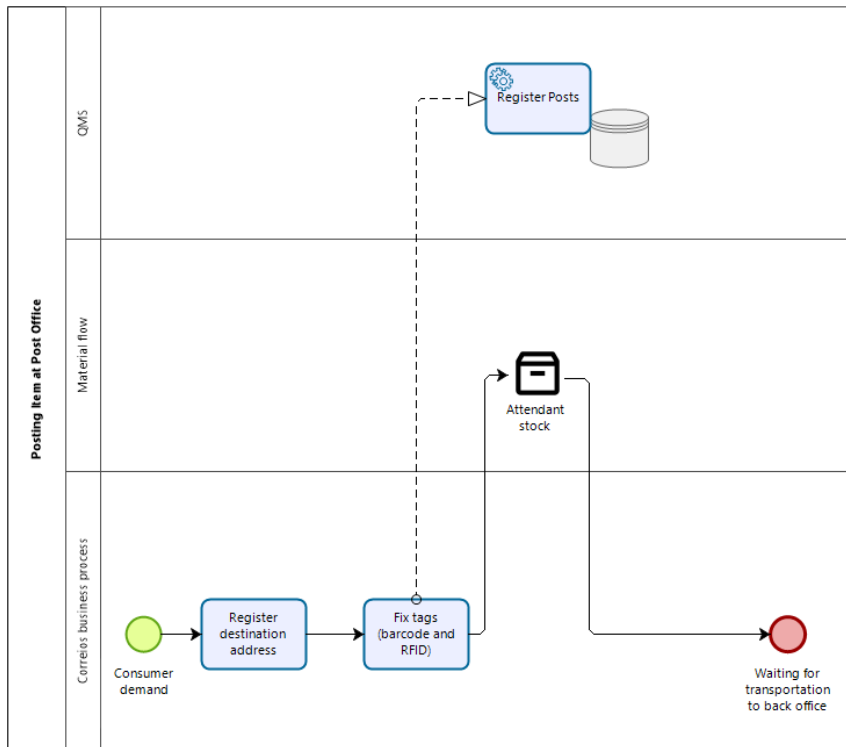 Posting Item at Post Office
QMS
Register Posts
Material flow
Attendant
stock
Correios business process
Consumer
demand
Register
destination
address
Fix tags
(barcode and
RFID)
Waiting for
transportation
to back office